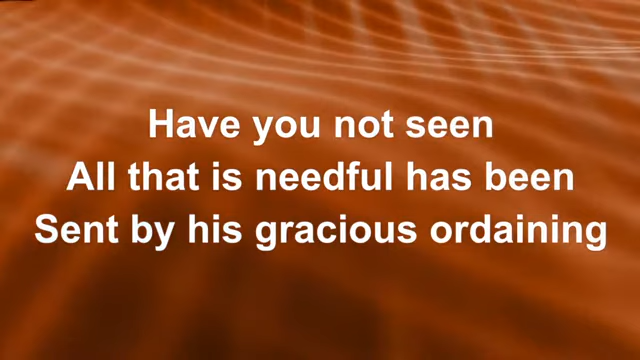 Have you not seen
All that is needful has been
Sent by his gracious ordaining